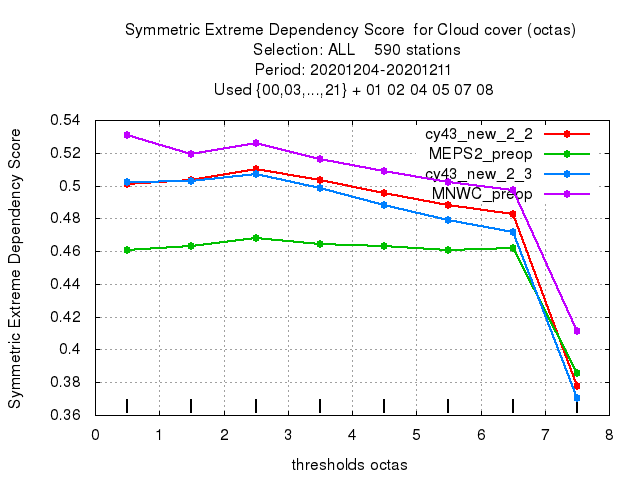 Symmetric Extreme Dependency Score  for Cloud cover (octas)
Selection: ALL    590 stations
Period: 20201204-20201211
Used {00,03,...,21} + 01 02 04 05 07 08
Symmetric Extreme Dependency Score
0.54
0.52
0.5
0.48
0.46
0.44
0.42
0.4
0.38
0.36
cy43_new_2_2
MEPS2_preop
cy43_new_2_3
MNWC_preop
0 1 2 3 4 5 6 7 8
thresholds octas